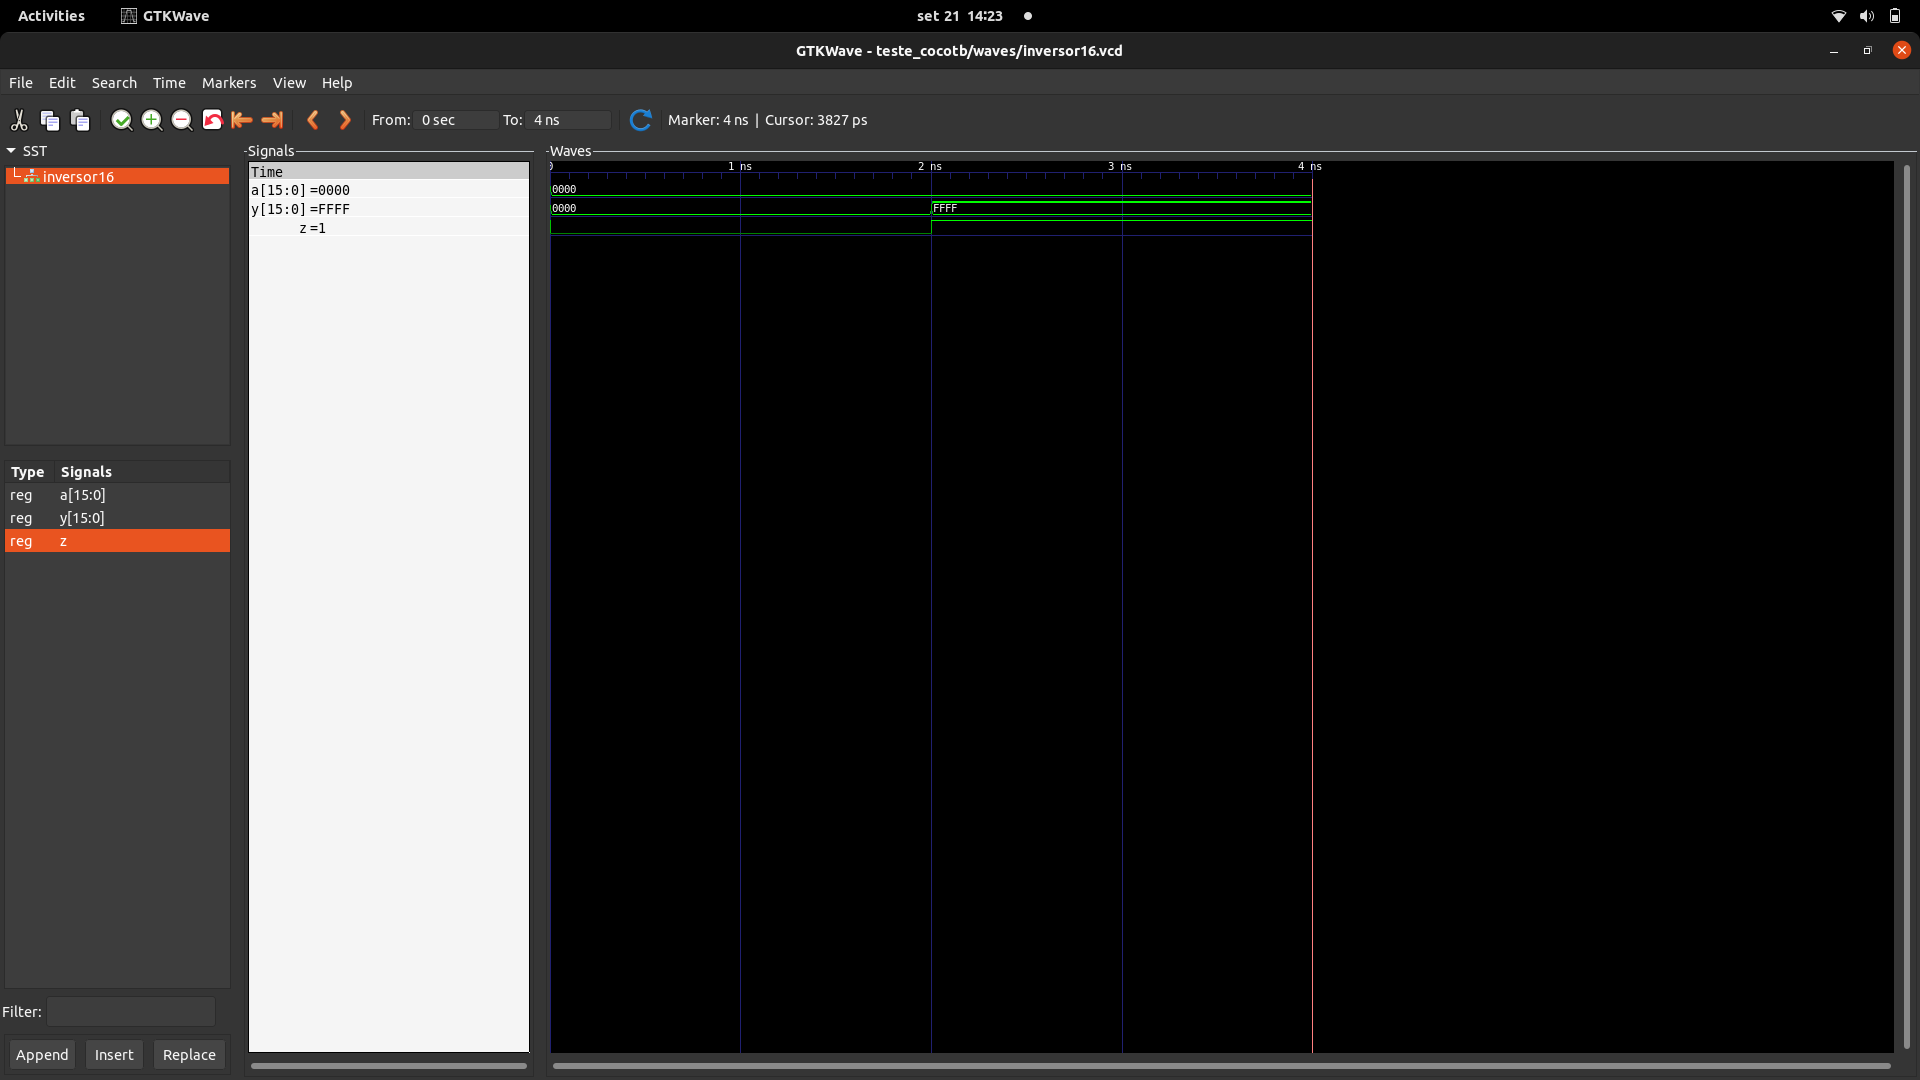 Activities GTKWave set 21 14:23
GTKWave - teste_cocotb/waves/inversor16.vcd
File Edit Search Time Markers View Help
From: 0 sec To: 4 ns Marker: 4 ns | Cursor: 3827 ps
SST
inversor16
Type Signals
reg a[15:0]
reg y[15:0]
reg z
Filter:
Append Insert Replace
Signals
Time
a[15:0] =0000
y[15:0] =FFFF
z =1
Waves
0 1 ns 2 ns 3 ns 4 ns
0000
0000 FFFF